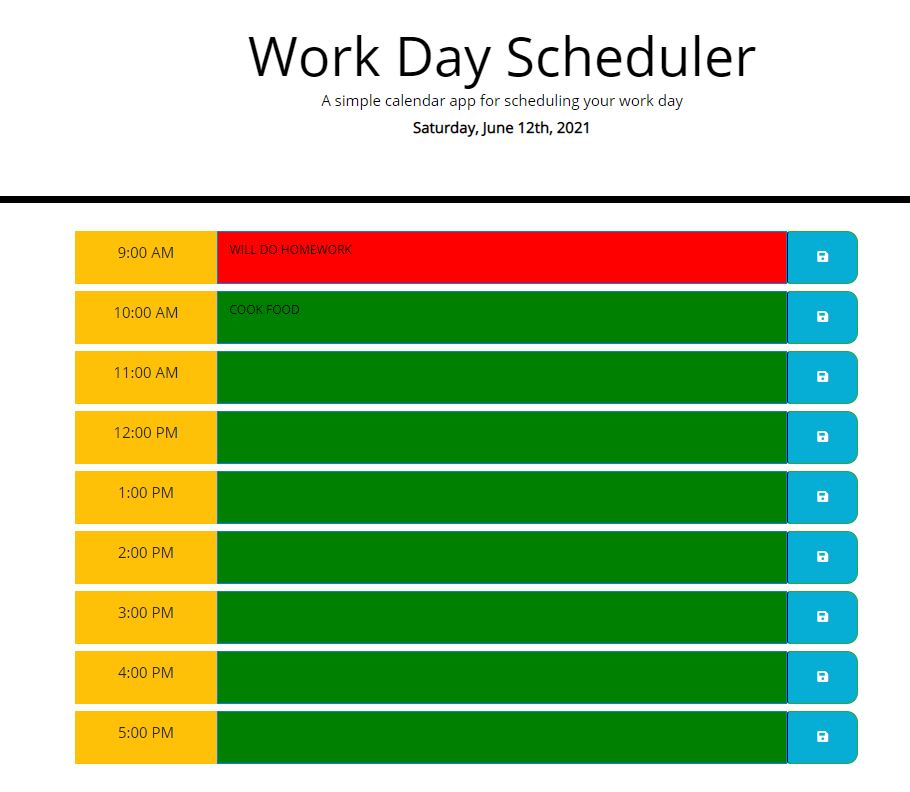 Work Day Scheduler
A simple calendar app for scheduling your work day
Saturday, June 12th, 2021
9:00 AM WILL DO HOMEWORK
10:00 AM COOK FOOD
11:00 AM
12:00 PM
1:00 PM
2:00 PM
3:00 PM
4:00 PM
5:00 PM